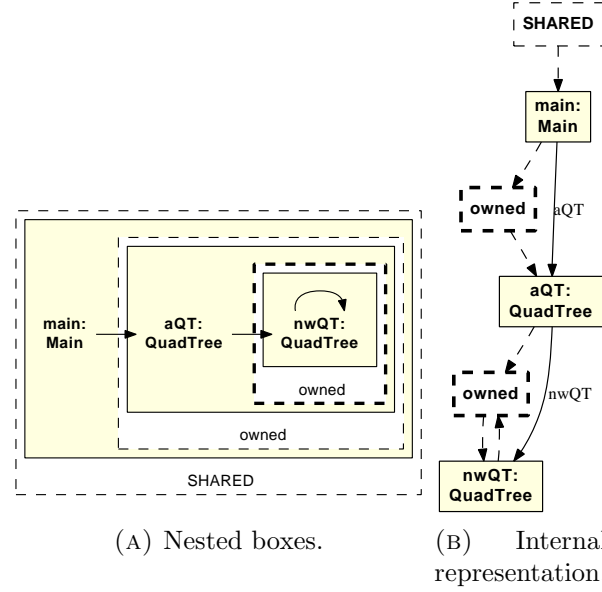 SHARED
main:
Main
owned
aQT
aQT:
QuadTree
owned
nwQT
nwQT:
QuadTree
main:
Main
aQT:
QuadTree
nwQT:
QuadTree
owned
owned
SHARED
(A) Nested boxes.
(B) Internal
representation